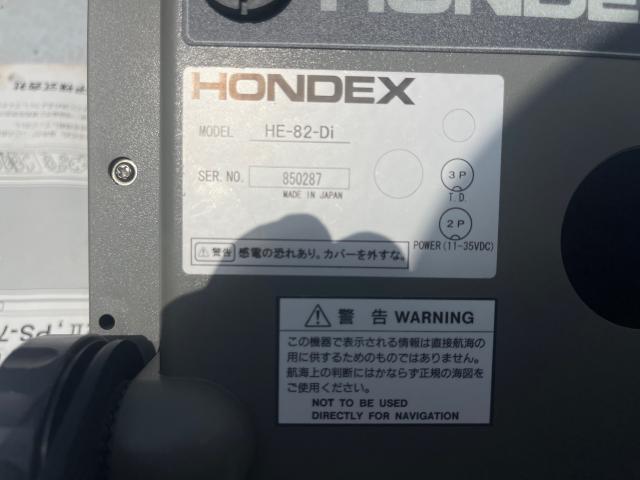 HONDEX
HONDEX
MODEL HE-82-Di
SER. NO. 850287
MADE IN JAPAN
3 P
T. D.
2 P
POWER(11-35VDC)
⚠警告 感電の恐れあり。カバーを外すな。
⚠ 警 告 WARNING
この機器で表示される情報は直接航海の
用に供するためのものではありません。
航海上の判断にはかならず正規の海図を
ご使用ください。
NOT TO BE USED
DIRECTLY FOR NAVIGATION